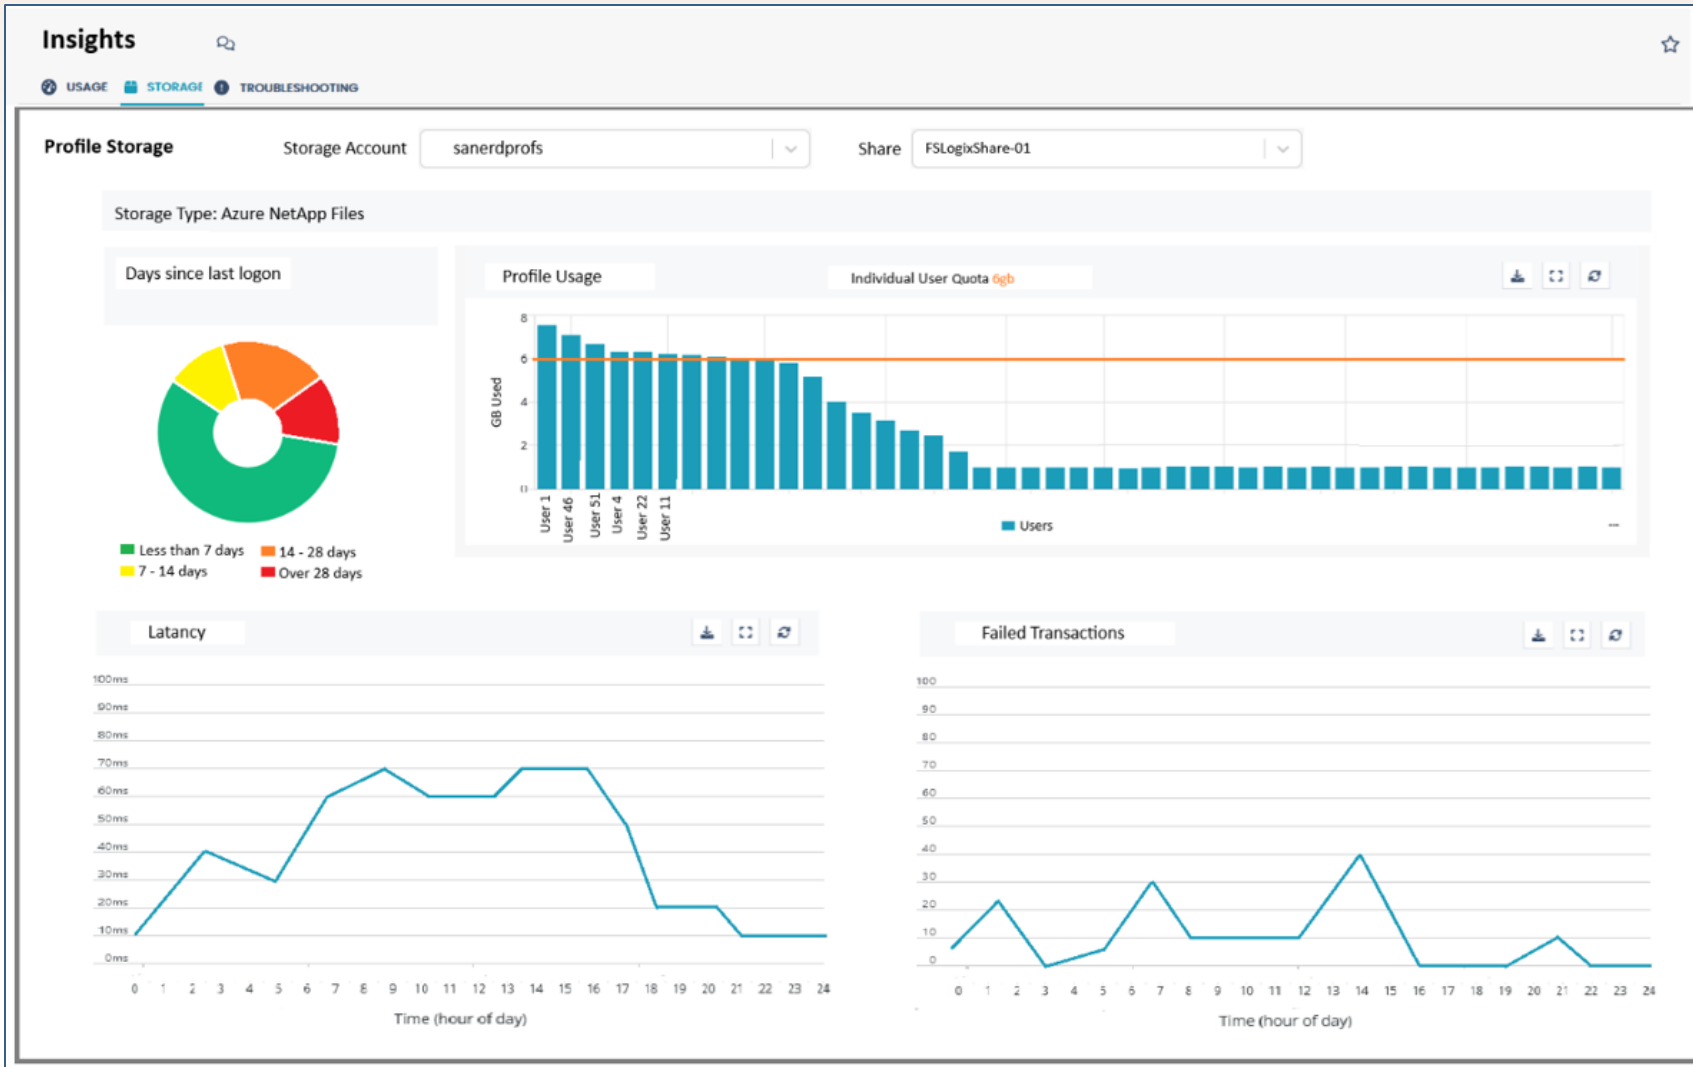 Insights
USAGE STORAGE TROUBLESHOOTING
Profile Storage Storage Account sanerdprofs Share FSLogixShare-01
Storage Type: Azure NetApp Files
Days since last logon
Less than 7 days 14 - 28 days
7 - 14 days Over 28 days
Profile Usage Individual User Quota 6gb
GB Used
8
6
4
2
0
User 1 User 46 User 51 User 4 User 22 User 11
Users
...
Latancy
100ms
90ms
80ms
70ms
60ms
50ms
40ms
30ms
20ms
10ms
0ms
0 1 2 3 4 5 6 7 8 9 10 11 12 13 14 15 16 17 18 19 20 21 22 23 24
Time (hour of day)
Failed Transactions
100
90
80
70
60
50
40
30
20
10
0
0 1 2 3 4 5 6 7 8 9 10 11 12 13 14 15 16 17 18 19 20 21 22 23 24
Time (hour of day)